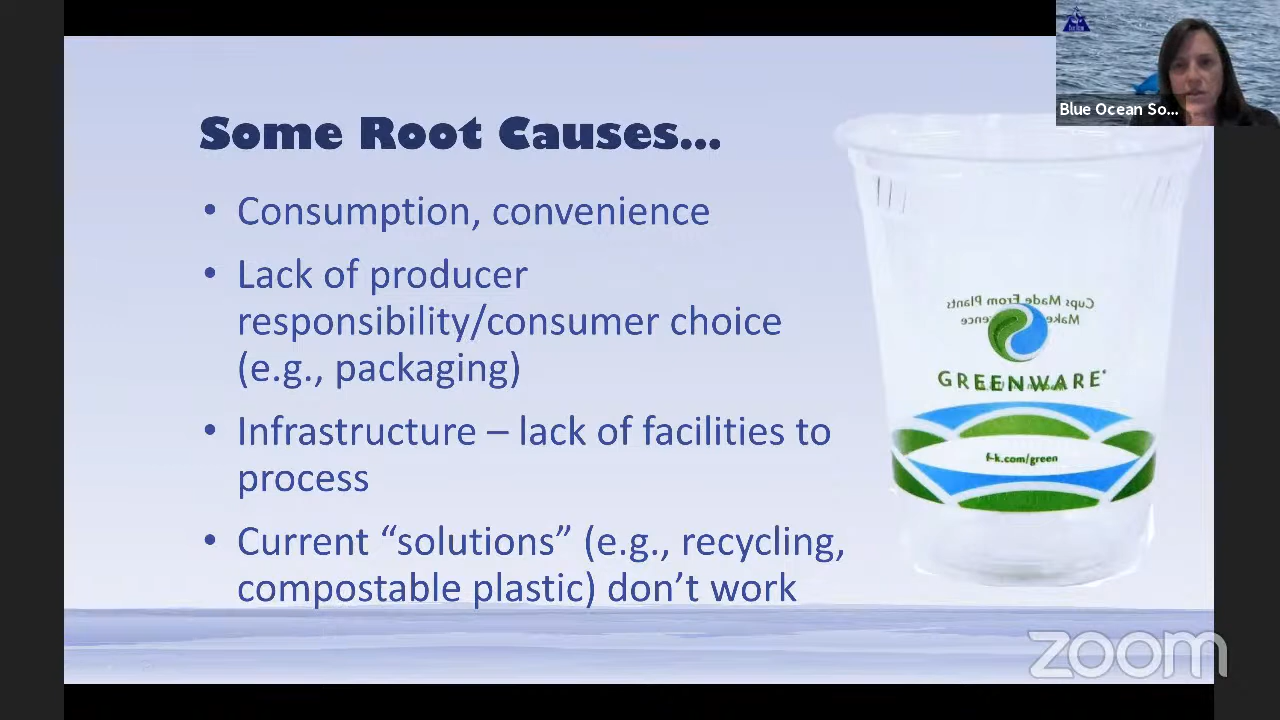 Blue Ocean So...
Some Root Causes...
• Consumption, convenience
• Lack of producer
responsibility/consumer choice
(e.g., packaging)
• Infrastructure – lack of facilities to
process
• Current “solutions” (e.g., recycling,
compostable plastic) don’t work
Cups Made From Plants
GREENWARE®
f-k.com/green
zoom